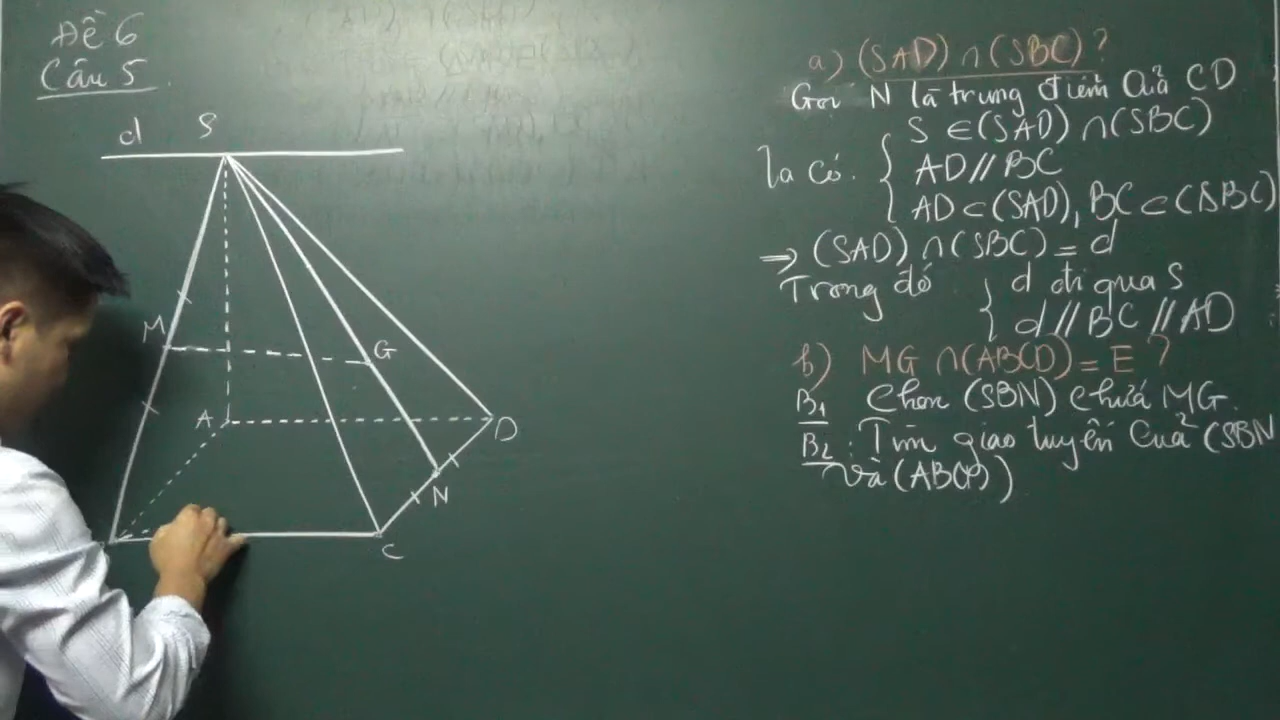 Đề 6
Câu 5.
d S
M
G
A
D
N
C
a) (SAD) ∩ (SBC) ?
Gọi N là trung điểm của CD
S ∈ (SAD) ∩ (SBC)
Ta có.
AD // BC
AD ⊂ (SAD), BC ⊂ (SBC)
⇒ (SAD) ∩ (SBC) = d
Trong đó
d đi qua S
d // BC // AD
b) MG ∩ (ABCD) = E ?
B1 Chọn (SBN) chứa MG.
B2 : Tìm giao tuyến của (SBN
và (ABCD)